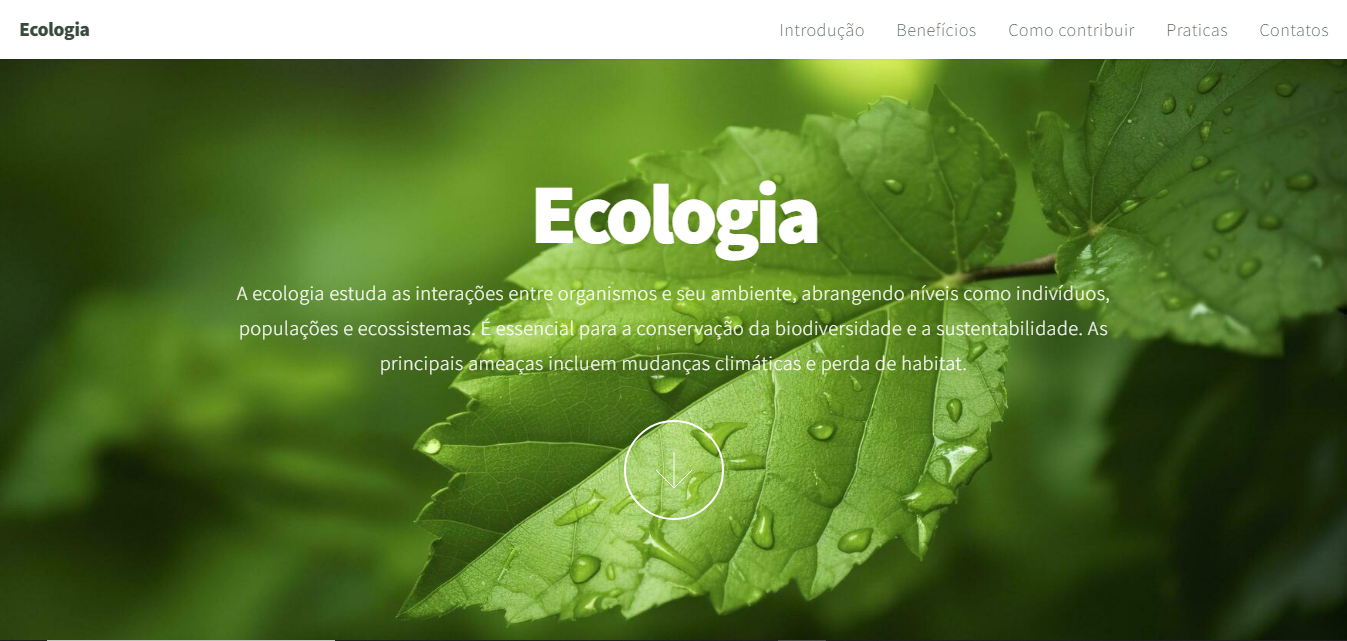 Ecologia
Introdução Benefícios Como contribuir Praticas Contatos
Ecologia
A ecologia estuda as interações entre organismos e seu ambiente, abrangendo níveis como indivíduos,
populações e ecossistemas. É essencial para a conservação da biodiversidade e a sustentabilidade. As
principais ameaças incluem mudanças climáticas e perda de habitat.